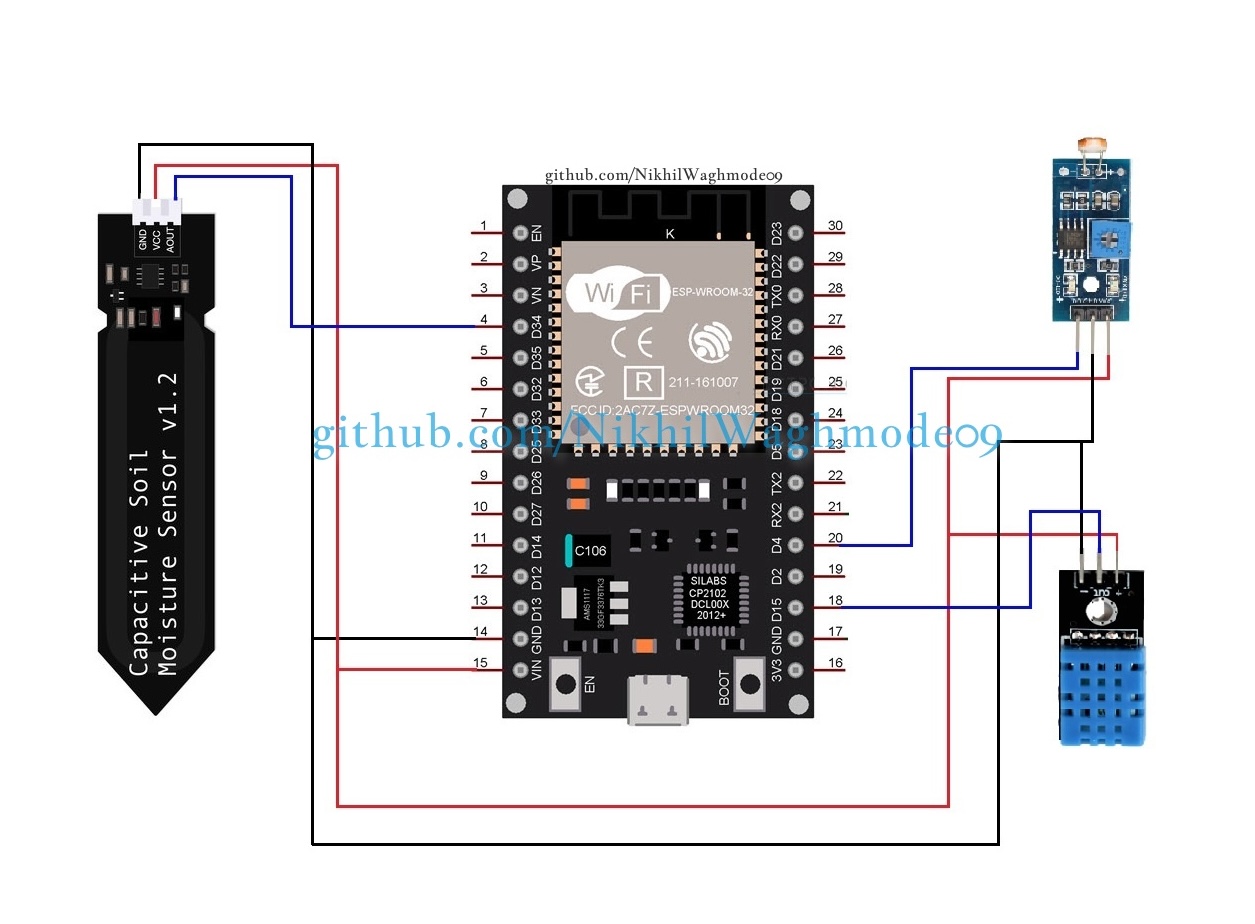 github.com/NikhilWaghmode09
GND
VCC
AOUT
Capacitive Soil
Moisture Sensor v1.2
1
2
3
4
5
6
7
8
9
10
11
12
13
14
15
EN
VP
VN
D34
D35
D32
D33
D25
D26
D27
D14
D12
D13
GND
VIN
K
Wi Fi
ESP-WROOM-32
CE
R
211-161007
FCC ID:2AC7Z-ESPWROOM32
github.com/NikhilWaghmode09
C106
AMS1117
33GF3376TK3
SILABS
CP2102
DCL00X
2012+
EN
BOOT
D23
D22
TX0
RX0
D21
D19
D18
D5
TX2
RX2
D4
D2
D15
GND
3V3
30
29
28
27
26
25
24
23
22
21
20
19
18
17
16
− out +